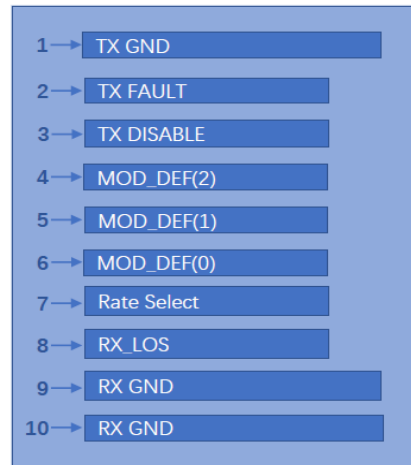 1 TX GND
2 TX FAULT
3 TX DISABLE
4 MOD_DEF(2)
5 MOD_DEF(1)
6 MOD_DEF(0)
7 Rate Select
8 RX_LOS
9 RX GND
10 RX GND